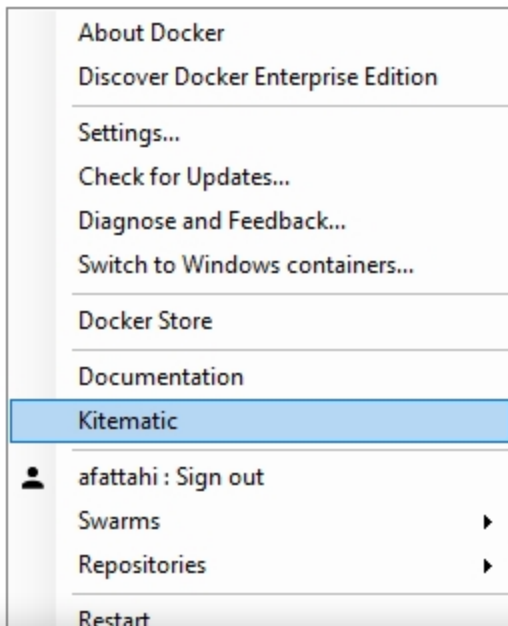 About Docker
Discover Docker Enterprise Edition
Settings...
Check for Updates...
Diagnose and Feedback...
Switch to Windows containers...
Docker Store
Documentation
Kitematic
afattahi : Sign out
Swarms
Repositories
Restart